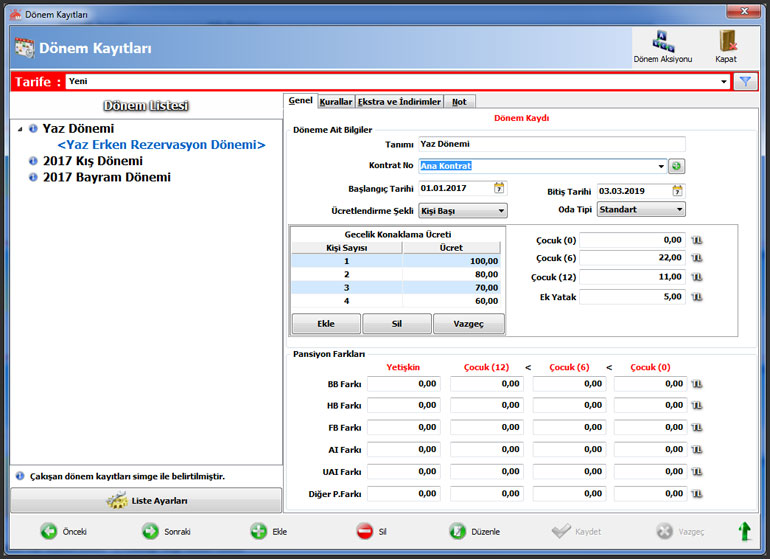 Dönem Kayıtları
Dönem Kayıtları
Dönem Aksiyonu
Kapat
Tarife :
Yeni
Dönem Listesi
Yaz Dönemi
<Yaz Erken Rezervasyon Dönemi>
2017 Kış Dönemi
2017 Bayram Dönemi
Çakışan dönem kayıtları simge ile belirtilmiştir.
Liste Ayarları
Genel Kurallar Ekstra ve İndirimler Not
Dönem Kaydı
Döneme Ait Bilgiler
Tanımı Yaz Dönemi
Kontrat No Ana Kontrat
Başlangıç Tarihi 01.01.2017 Bitiş Tarihi 03.03.2019
Ücretlendirme Şekli Kişi Başı Oda Tipi Standart
Gecelik Konaklama Ücreti
Kişi Sayısı Ücret
1 100,00
2 80,00
3 70,00
4 60,00
Ekle Sil Vazgeç
Çocuk (0) 0,00 TL
Çocuk (6) 22,00 TL
Çocuk (12) 11,00 TL
Ek Yatak 5,00 TL
Pansiyon Farkları
Yetişkin Çocuk (12) < Çocuk (6) < Çocuk (0)
BB Farkı 0,00 0,00 0,00 0,00 TL
HB Farkı 0,00 0,00 0,00 0,00 TL
FB Farkı 0,00 0,00 0,00 0,00 TL
AI Farkı 0,00 0,00 0,00 0,00 TL
UAI Farkı 0,00 0,00 0,00 0,00 TL
Diğer P.Farkı 0,00 0,00 0,00 0,00 TL
Önceki Sonraki Ekle Sil Düzenle Kaydet Vazgeç